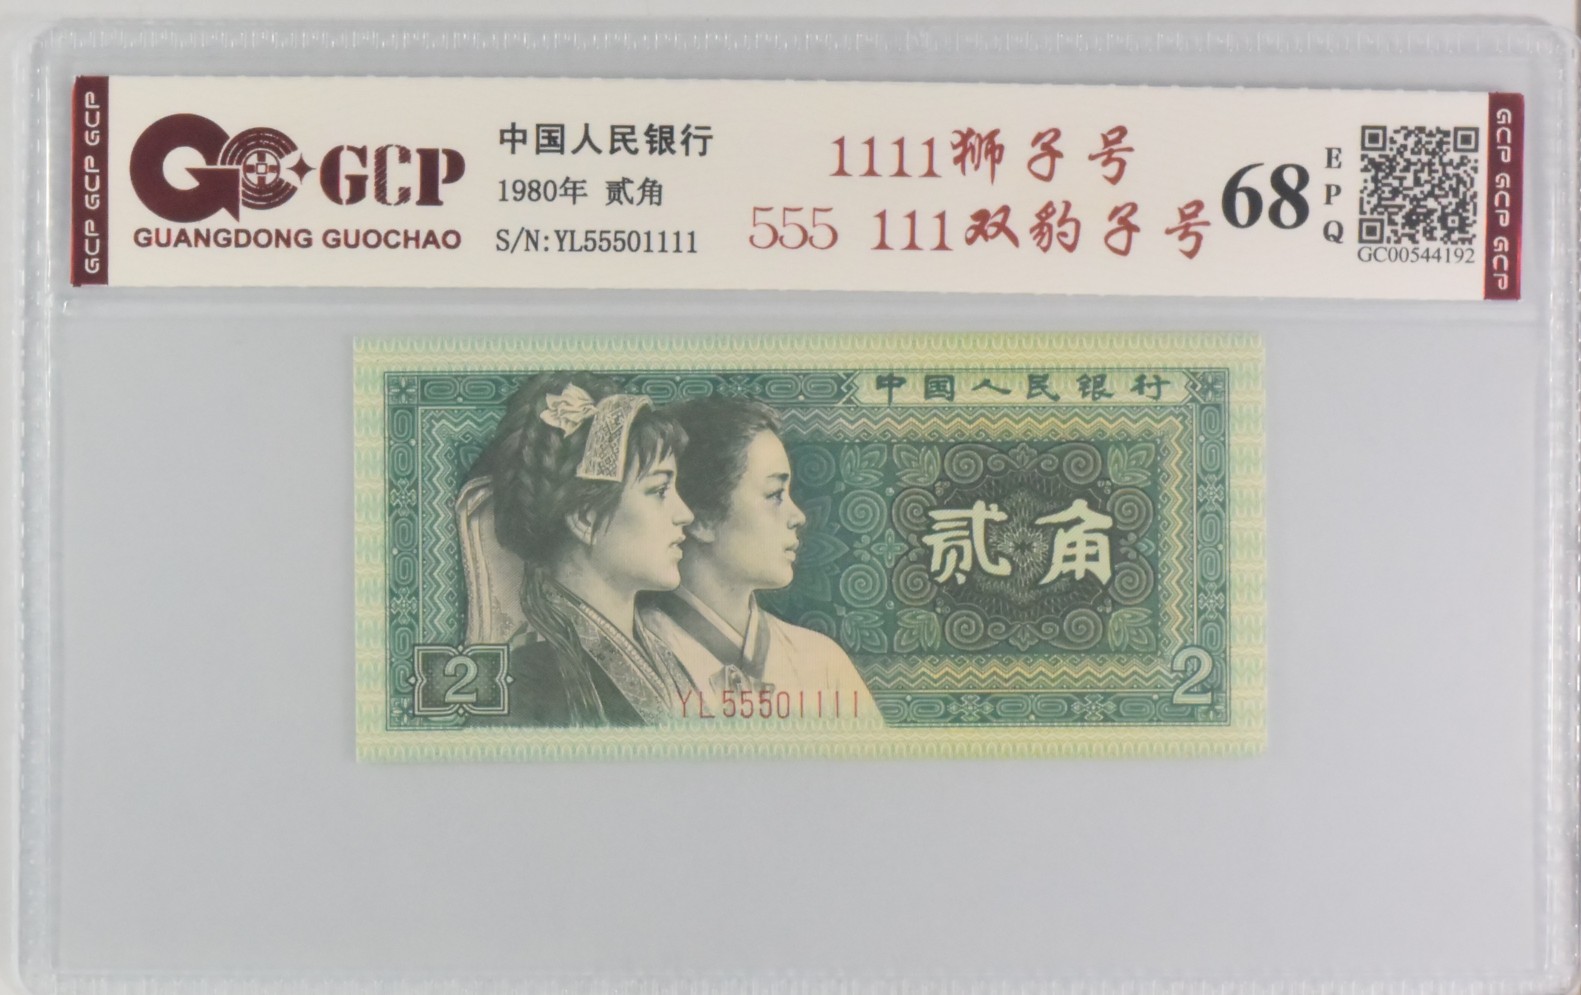 GCP GCP GCP
GCP
GUANGDONG GUOCHAO
中国人民银行
1980年 贰角
S/N:YL55501111
1111狮子号
555 111双豹子号
68
EPQ
GC00544192
GCP GCP GCP
中国人民银行
贰角
2
2
YL55501111